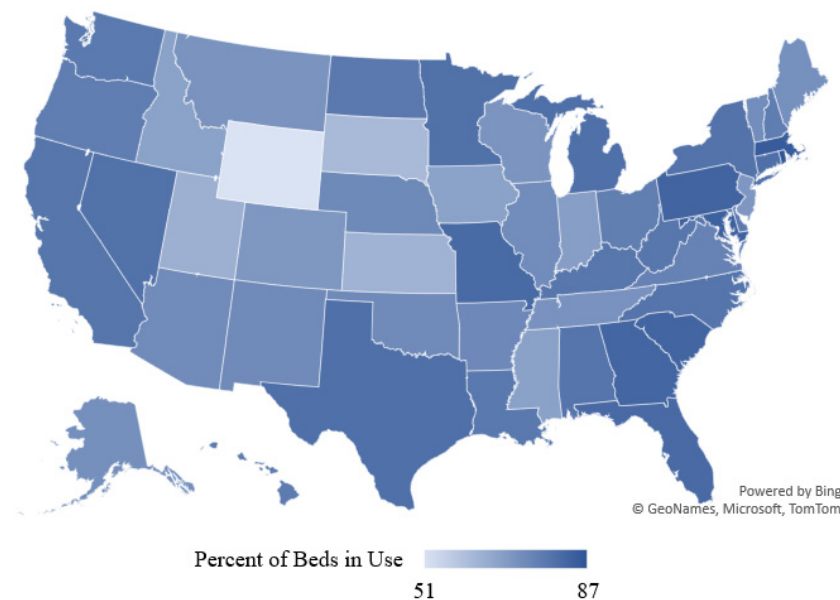 Powered by Bing
© GeoNames, Microsoft, TomTom
Percent of Beds in Use
51 87